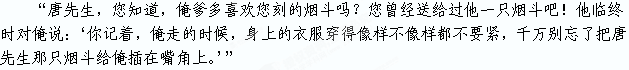 “唐先生，您知道，俺爹多喜欢您刻的烟斗吗？您曾经送给过他一只烟斗吧！他临终
时对俺说：‘你记着，俺走的时候，身上的衣服穿得像样不像样都不要紧，千万别忘了把唐
先生那只烟斗给俺插在嘴角上。’”